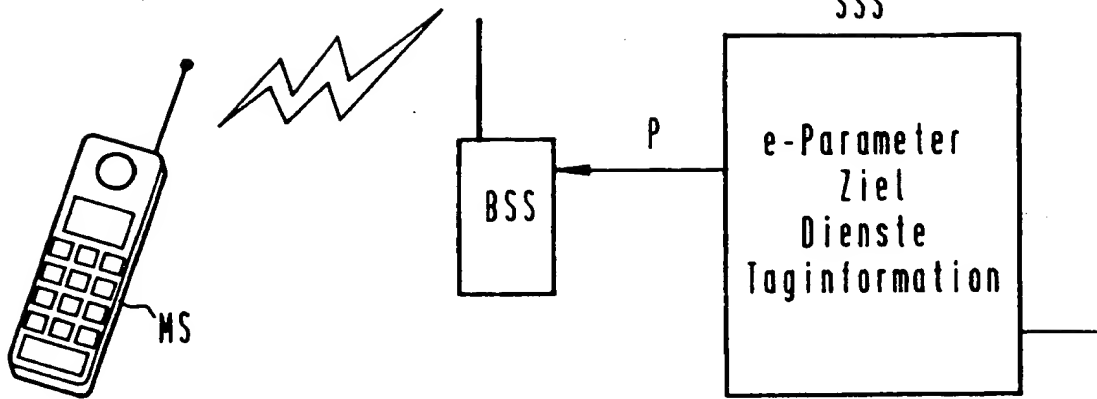 SSS
P
e-Parameter
Ziel
BSS
Dienste
Taginformation
MS